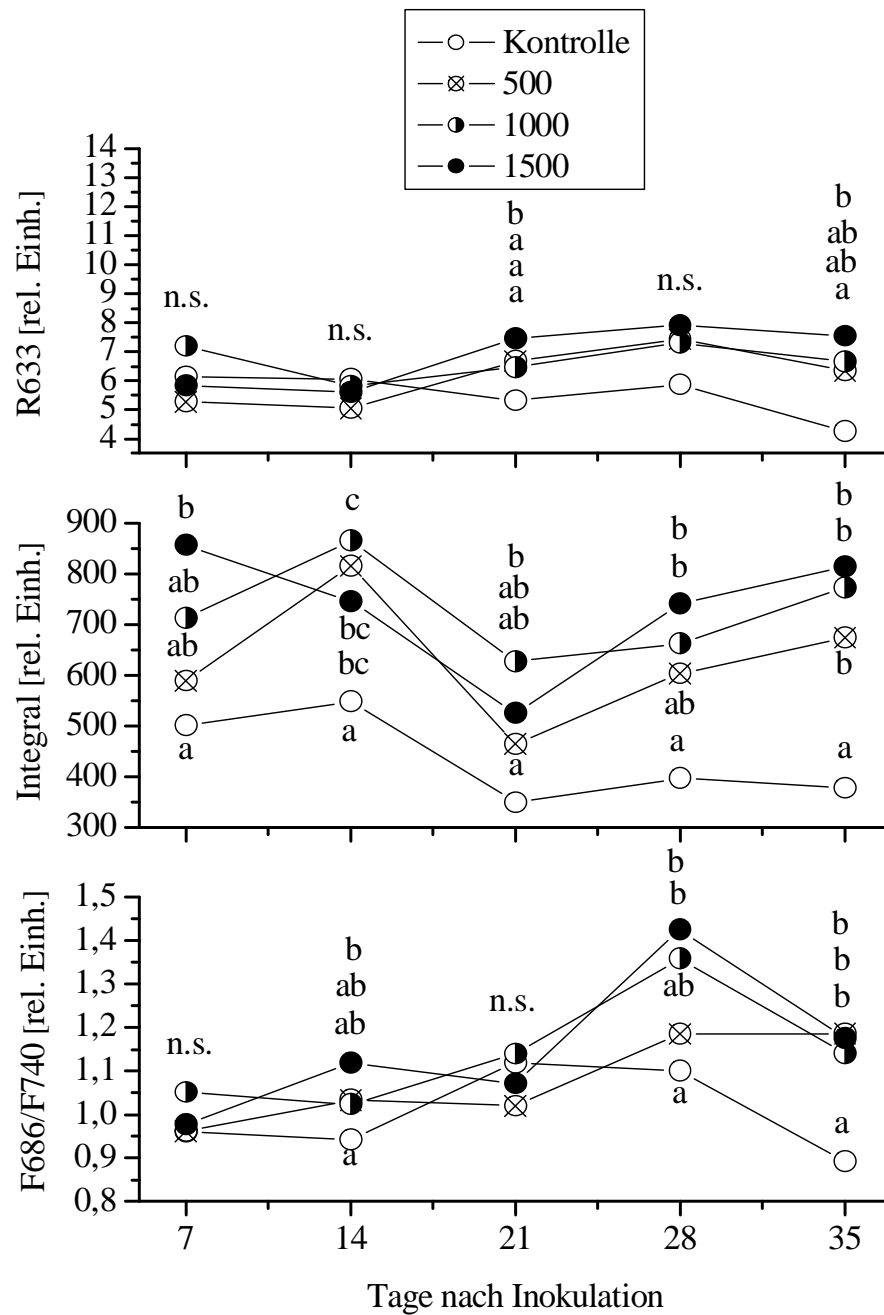 Kontrolle
500
1000
1500
R633 [rel. Einh.]
14
13
12
11
10
9
8
7
6
5
4
n.s.
n.s.
b
a
a
a
n.s.
b
ab
ab
a
Integral [rel. Einh.]
900
800
700
600
500
400
300
b
ab
ab
a
c
bc
bc
a
b
ab
ab
a
b
b
ab
a
b
b
b
a
F686/F740 [rel. Einh.]
1,5
1,4
1,3
1,2
1,1
1,0
0,9
0,8
n.s.
b
ab
ab
a
n.s.
b
b
ab
a
b
b
b
a
7 14 21 28 35
Tage nach Inokulation